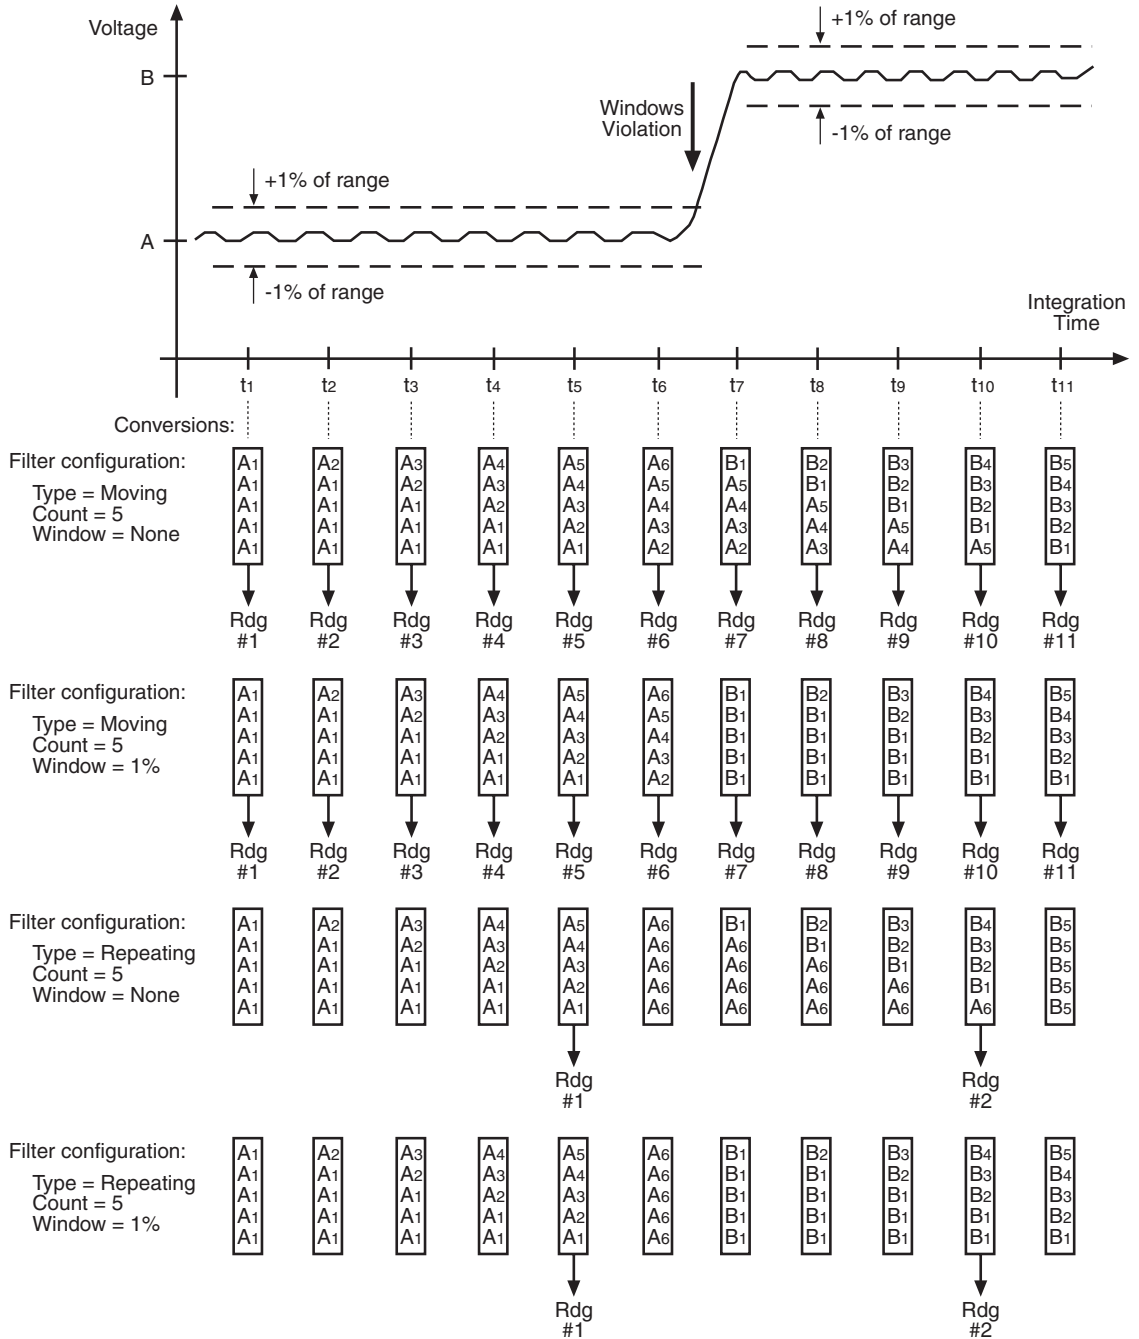 Voltage
+1% of range
B
Windows
Violation
-1% of range
+1% of range
A
-1% of range
Integration
Time
t1 t2 t3 t4 t5 t6 t7 t8 t9 t10 t11
Conversions:
Filter configuration:
Type = Moving
Count = 5
Window = None
A1 A2 A3 A4 A5 A6 B1 B2 B3 B4 B5
A1 A1 A2 A3 A4 A5 A5 B1 B2 B3 B4
A1 A1 A1 A2 A3 A4 A4 A5 B1 B2 B3
A1 A1 A1 A1 A2 A3 A3 A4 A5 B1 B2
A1 A1 A1 A1 A1 A2 A2 A3 A4 A5 B1
Rdg Rdg Rdg Rdg Rdg Rdg Rdg Rdg Rdg Rdg Rdg
#1 #2 #3 #4 #5 #6 #7 #8 #9 #10 #11
Filter configuration:
Type = Moving
Count = 5
Window = 1%
A1 A2 A3 A4 A5 A6 B1 B2 B3 B4 B5
A1 A1 A2 A3 A4 A5 B1 B1 B2 B3 B4
A1 A1 A1 A2 A3 A4 B1 B1 B1 B2 B3
A1 A1 A1 A1 A2 A3 B1 B1 B1 B1 B2
A1 A1 A1 A1 A1 A2 B1 B1 B1 B1 B1
Rdg Rdg Rdg Rdg Rdg Rdg Rdg Rdg Rdg Rdg Rdg
#1 #2 #3 #4 #5 #6 #7 #8 #9 #10 #11
Filter configuration:
Type = Repeating
Count = 5
Window = None
A1 A2 A3 A4 A5 A6 B1 B2 B3 B4 B5
A1 A1 A2 A3 A4 A6 A6 B1 B2 B3 B5
A1 A1 A1 A2 A3 A6 A6 A6 B1 B2 B5
A1 A1 A1 A1 A2 A6 A6 A6 A6 B1 B5
A1 A1 A1 A1 A1 A6 A6 A6 A6 A6 B5
Rdg Rdg
#1 #2
Filter configuration:
Type = Repeating
Count = 5
Window = 1%
A1 A2 A3 A4 A5 A6 B1 B2 B3 B4 B5
A1 A1 A2 A3 A4 A6 B1 B1 B2 B3 B4
A1 A1 A1 A2 A3 A6 B1 B1 B1 B2 B3
A1 A1 A1 A1 A2 A6 B1 B1 B1 B1 B2
A1 A1 A1 A1 A1 A6 B1 B1 B1 B1 B1
Rdg Rdg
#1 #2